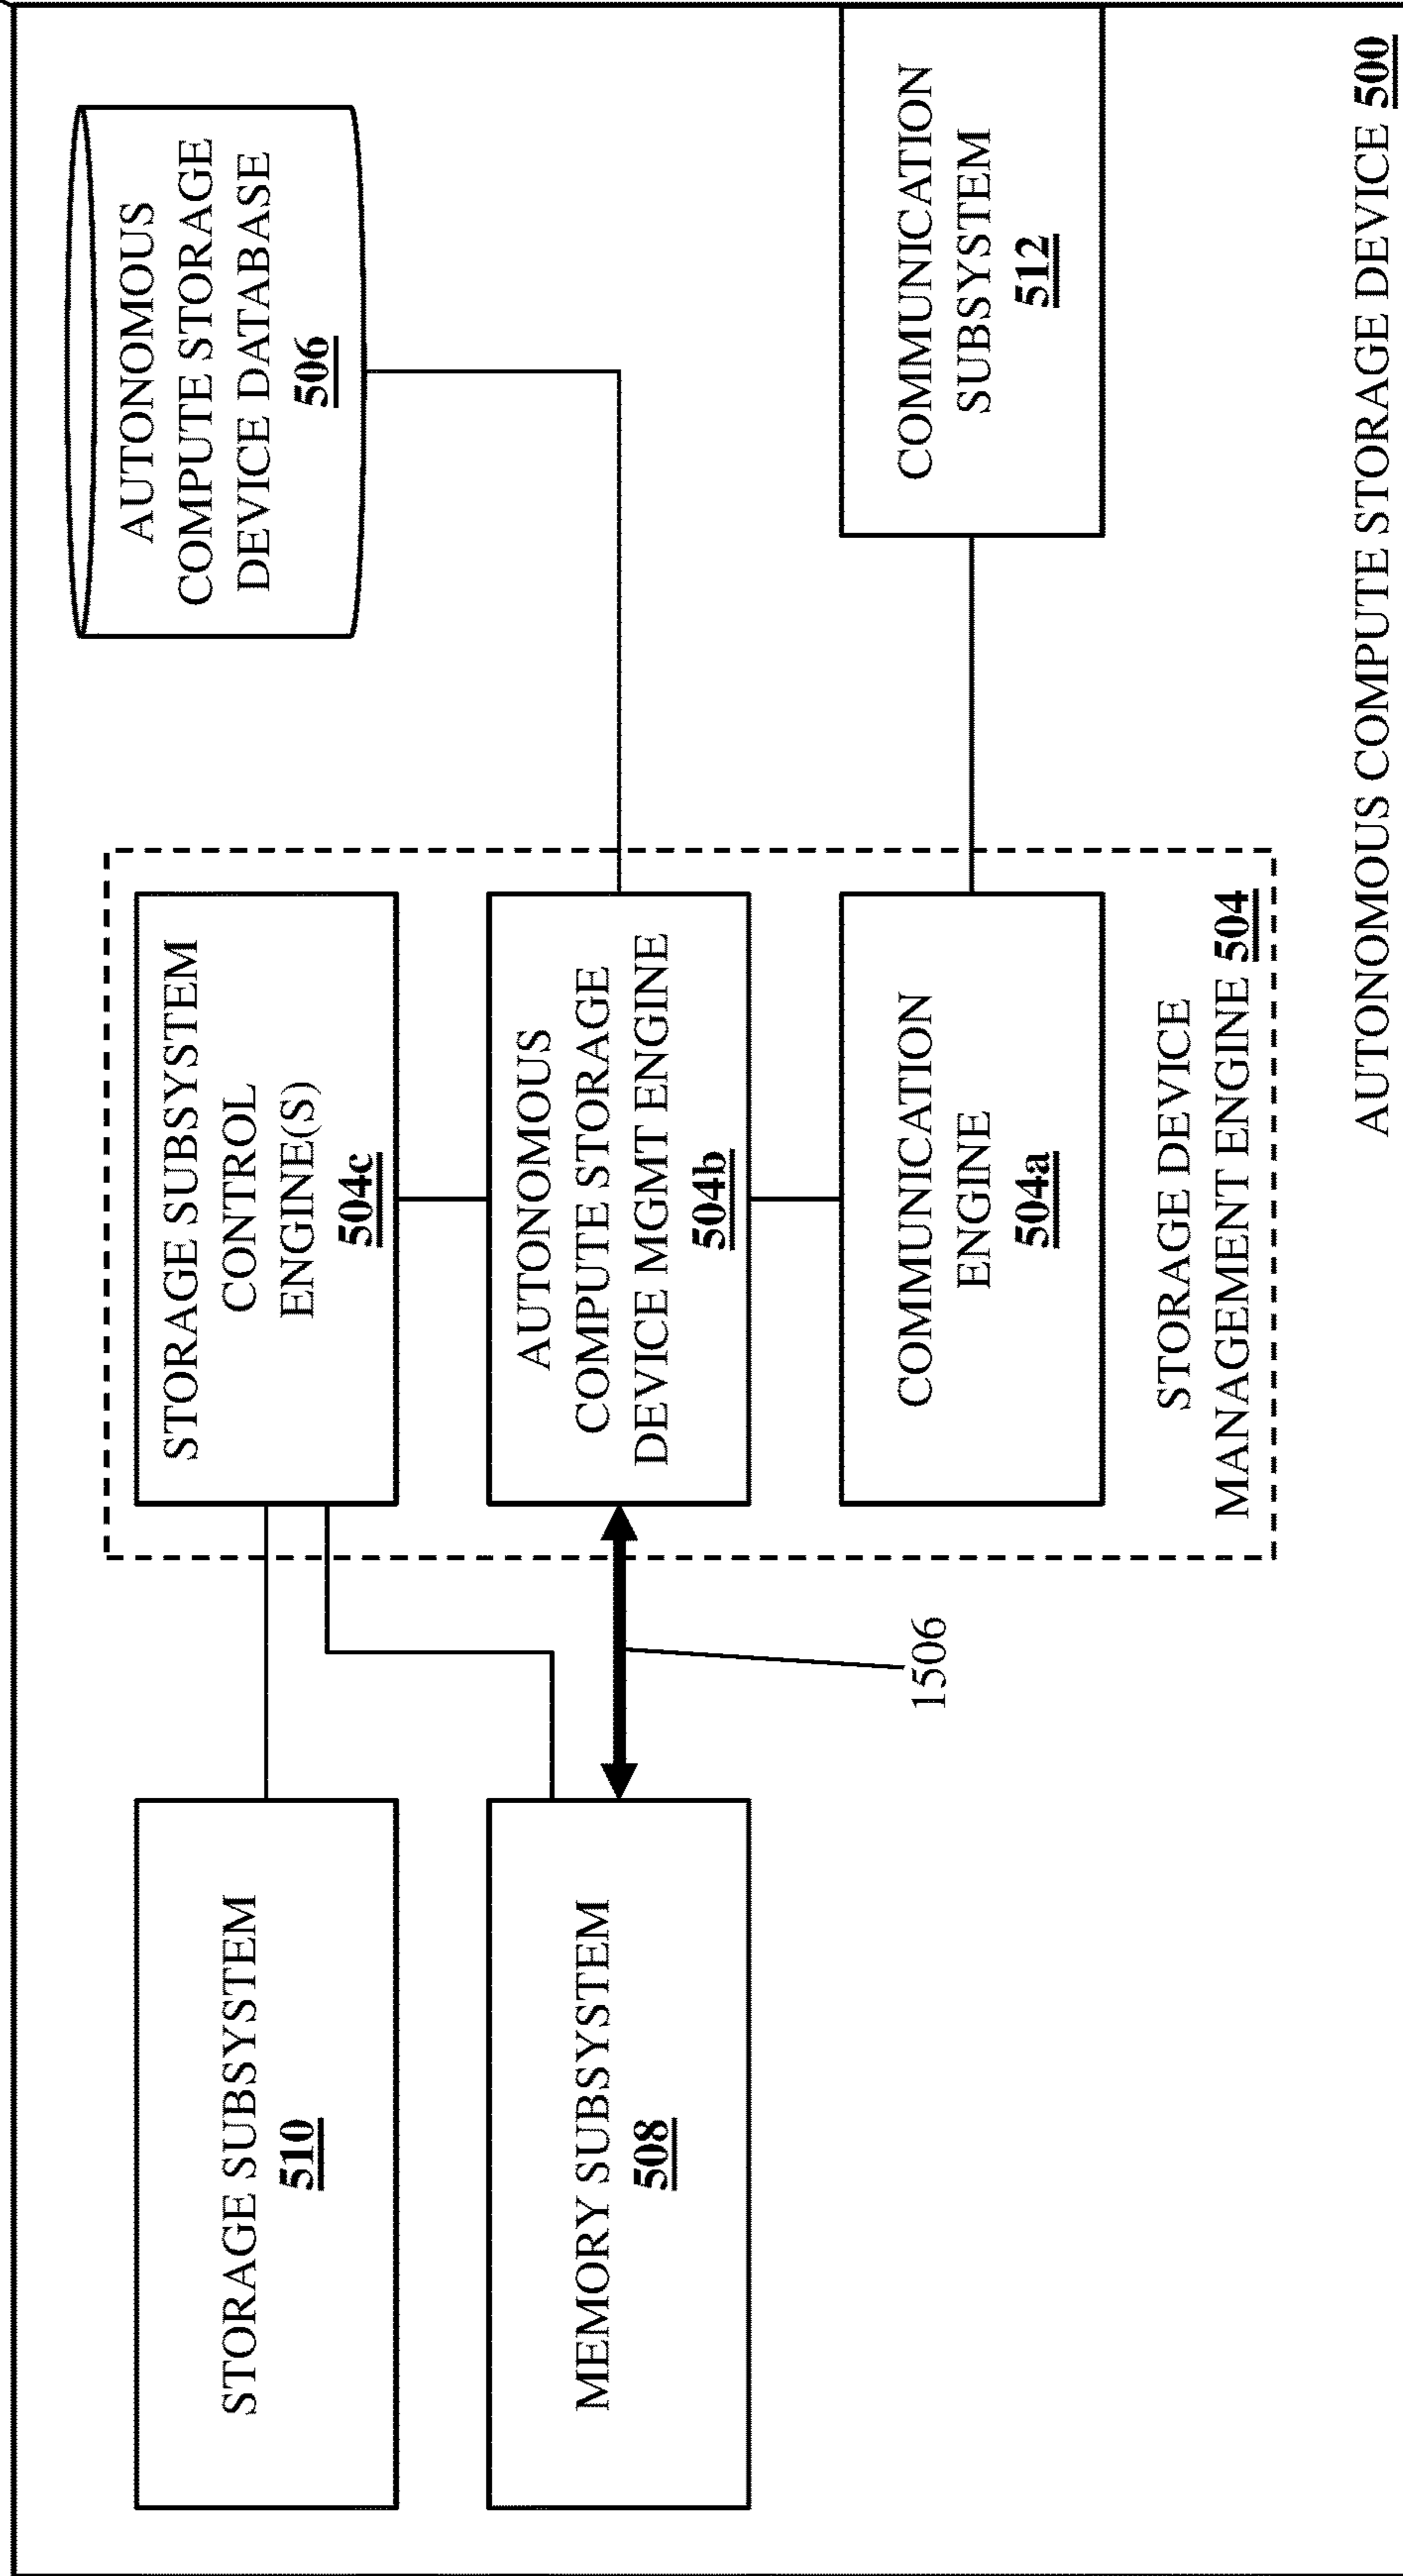 STORAGE SUBSYSTEM
510
STORAGE SUBSYSTEM
CONTROL
ENGINE(S)
504c
AUTONOMOUS
COMPUTE STORAGE
DEVICE DATABASE
506
MEMORY SUBSYSTEM
508
AUTONOMOUS
COMPUTE STORAGE
DEVICE MGMT ENGINE
504b
1506
COMMUNICATION
ENGINE
504a
COMMUNICATION
SUBSYSTEM
512
STORAGE DEVICE
MANAGEMENT ENGINE 504
AUTONOMOUS COMPUTE STORAGE DEVICE 500